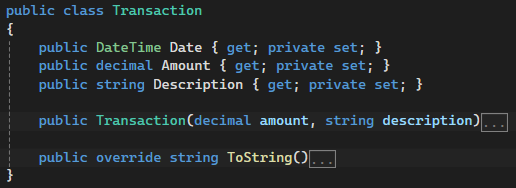 public class Transaction
{
public DateTime Date { get; private set; }
public decimal Amount { get; private set; }
public string Description { get; private set; }
public Transaction(decimal amount, string description)...
public override string ToString()...
}